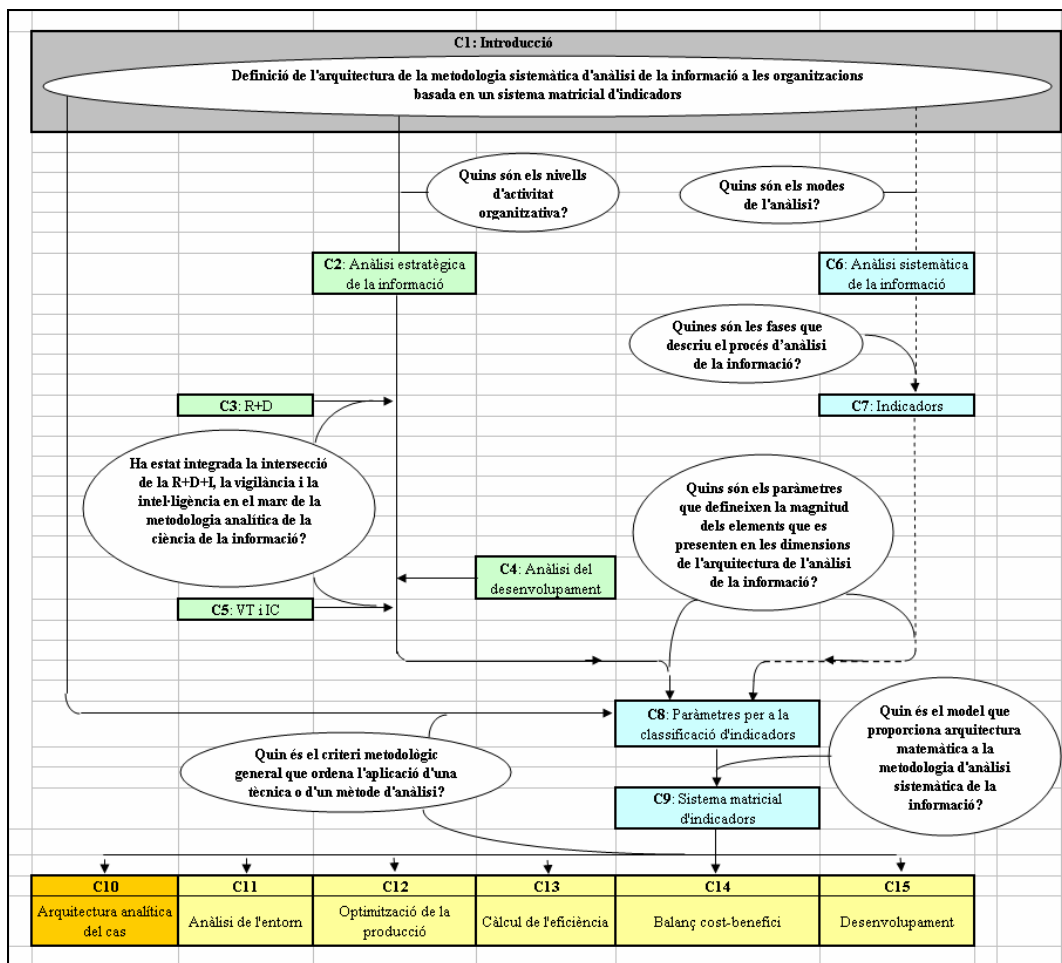 C1: Introducció
Definició de l'arquitectura de la metodologia sistemàtica d'anàlisi de la informació a les organitzacions
basada en un sistema matricial d'indicadors
Quins són els nivells
d'activitat
organitzativa?
Quins són els modes
de l'anàlisi?
C2: Anàlisi estratègica
de la informació
C6: Anàlisi sistemàtica
de la informació
Quines són les fases que
descriu el procés d'anàlisi
de la informació?
C3: R+D
C7: Indicadors
Ha estat integrada la intersecció
de la R+D+I, la vigilància i la
intel·ligència en el marc de la
metodologia analítica de la
ciència de la informació?
Quins són els paràmetres
que defineixen la magnitud
dels elements que es
presenten en les dimensions
de l'arquitectura de l'anàlisi
de la informació?
C4: Anàlisi del
desenvolupament
C5: VT i IC
C8: Paràmetres per a la
classificació d'indicadors
Quin és el model que
proporciona arquitectura
matemàtica a la
metodologia d'anàlisi
sistemàtica de la
informació?
Quin és el criteri metodològic
general que ordena l'aplicació d'una
tècnica o d'un mètode d'anàlisi?
C9: Sistema matricial
d'indicadors
C10
Arquitectura analítica
del cas
C11
Anàlisi de l'entorn
C12
Optimització de la
producció
C13
Càlcul de l'eficiència
C14
Balanç cost-benefici
C15
Desenvolupament